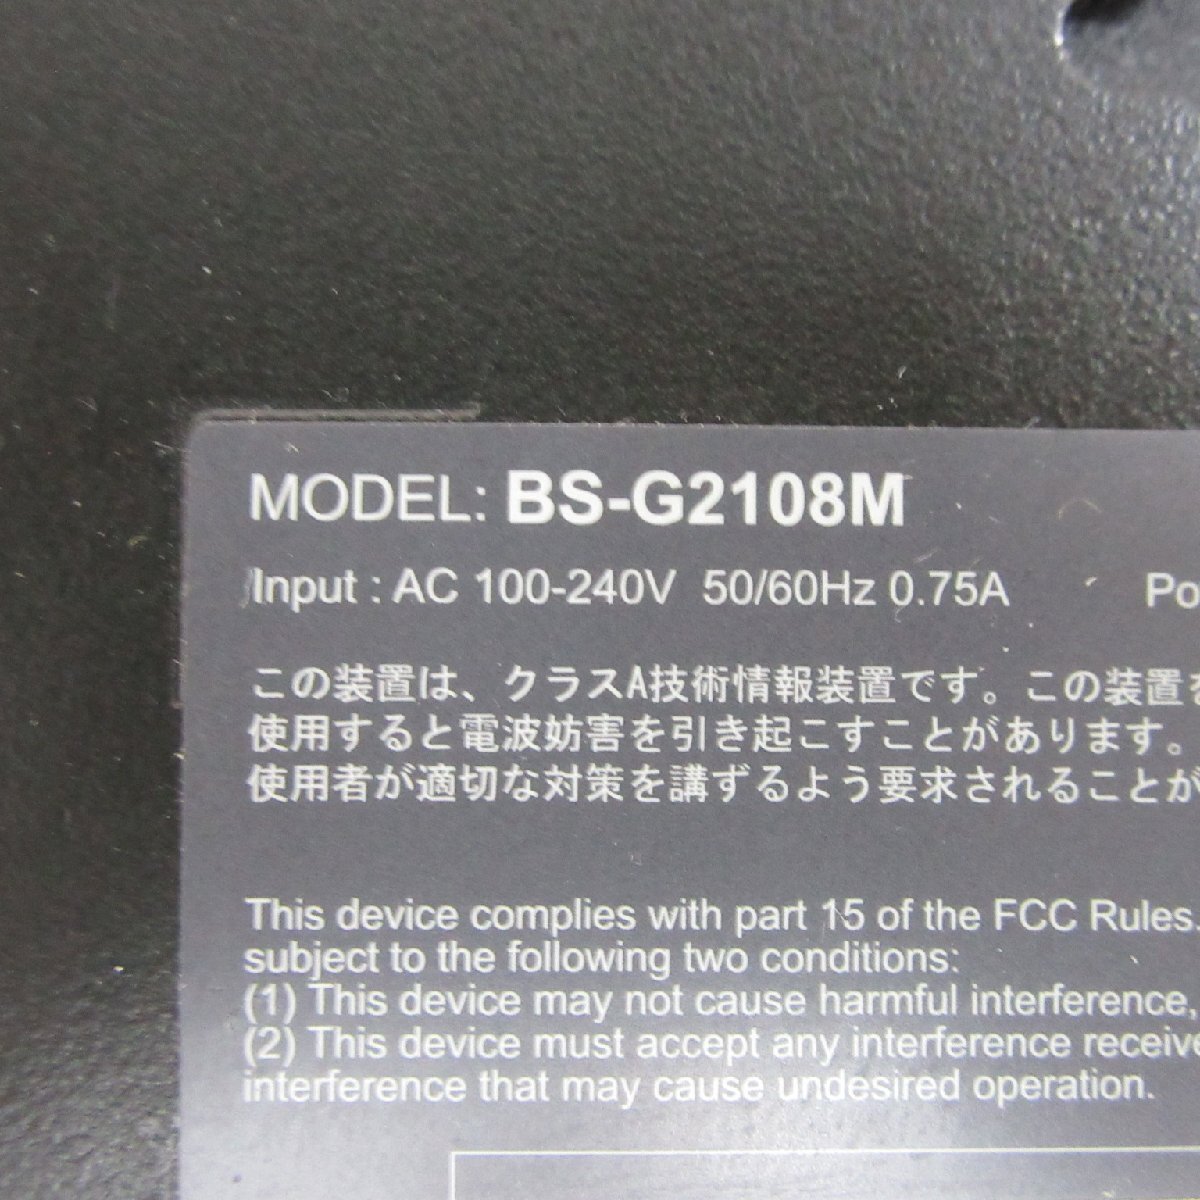 MODEL: BS-G2108M
Input : AC 100-240V 50/60Hz 0.75A Po
この装置は、クラスA技術情報装置です。この装置を
使用すると電波妨害を引き起こすことがあります。
使用者が適切な対策を講ずるよう要求されることが
This device complies with part 15 of the FCC Rules.
subject to the following two conditions:
(1) This device may not cause harmful interference,
(2) This device must accept any interference receive
interference that may cause undesired operation.